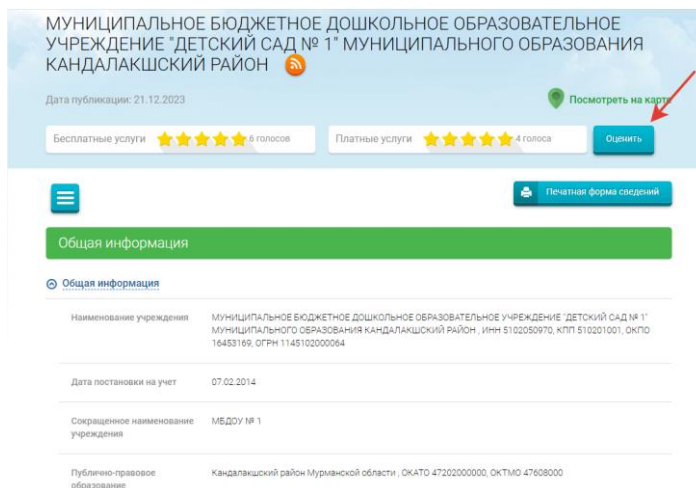 МУНИЦИПАЛЬНОЕ БЮДЖЕТНОЕ ДОШКОЛЬНОЕ ОБРАЗОВАТЕЛЬНОЕ
УЧРЕЖДЕНИЕ "ДЕТСКИЙ САД № 1" МУНИЦИПАЛЬНОГО ОБРАЗОВАНИЯ
КАНДАЛАКШСКИЙ РАЙОН
Дата публикации: 21.12.2023
Посмотреть на карте
Бесплатные услуги 6 голосов Платные услуги 4 голоса Оценить
Печатная форма сведений
Общая информация
Общая информация
Наименование учреждения МУНИЦИПАЛЬНОЕ БЮДЖЕТНОЕ ДОШКОЛЬНОЕ ОБРАЗОВАТЕЛЬНОЕ УЧРЕЖДЕНИЕ "ДЕТСКИЙ САД № 1"
МУНИЦИПАЛЬНОГО ОБРАЗОВАНИЯ КАНДАЛАКШСКИЙ РАЙОН , ИНН 5102050970, КПП 510201001, ОКПО
16453169, ОГРН 1145102000064
Дата постановки на учет 07.02.2014
Сокращенное наименование МБДОУ № 1
учреждения
Публично-правовое Кандалакшский район Мурманской области , ОКАТО 47202000000, ОКТМО 47608000
образование